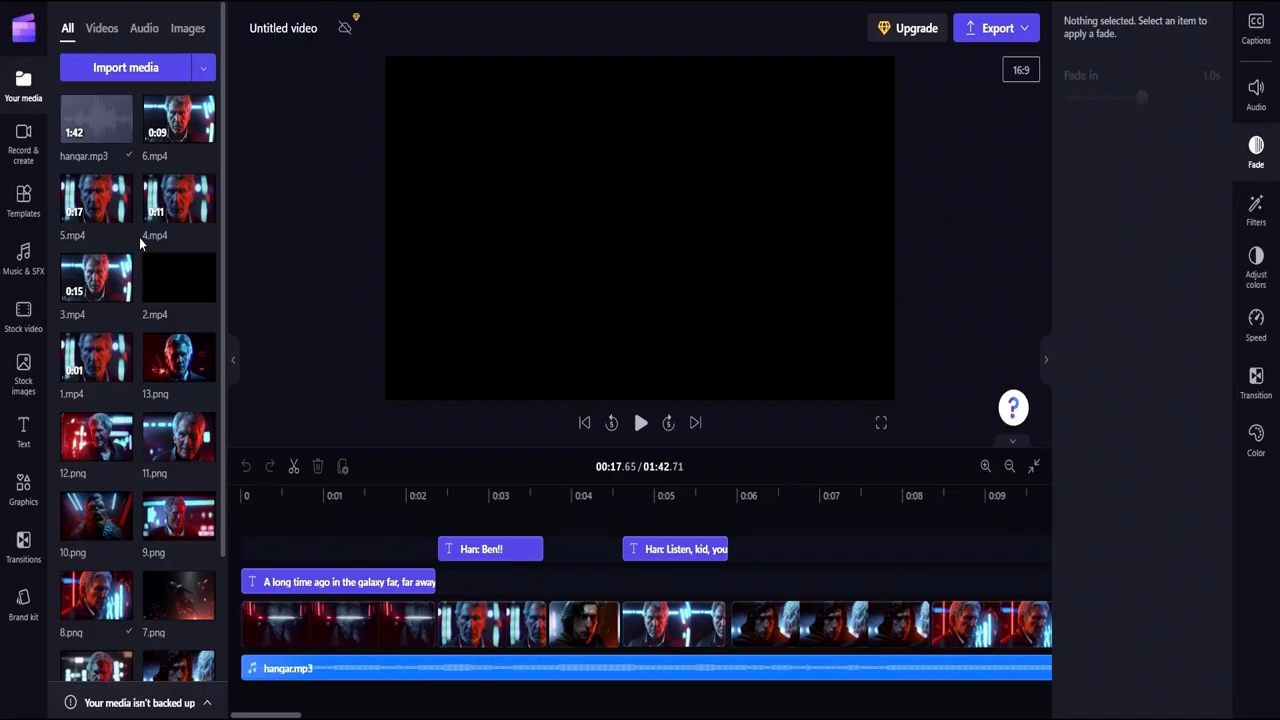 All
Videos
Audio
Images
Untitled video
Upgrade
Export
Import media
Your media
Record & create
Templates
Music & SFX
Stock video
Stock images
Text
Graphics
Transitions
Brand kit
1:42
hangar.mp3
0:09
6.mp4
0:17
5.mp4
0:11
4.mp4
0:15
3.mp4
2.mp4
0:01
1.mp4
13.png
12.png
11.png
10.png
9.png
8.png
7.png
Your media isn't backed up
16:9
5
5
?
00:17.65 / 01:42.71
0
0:01
0:02
0:03
0:04
0:05
0:06
0:07
0:08
0:09
T Han: Ben!!
T Han: Listen, kid, you
T A long time ago in the galaxy far, far away
hangar.mp3
Nothing selected. Select an item to
apply a fade.
Fade in
1.0s
Captions
Audio
Fade
Filters
Adjust
colors
Speed
Transition
Color